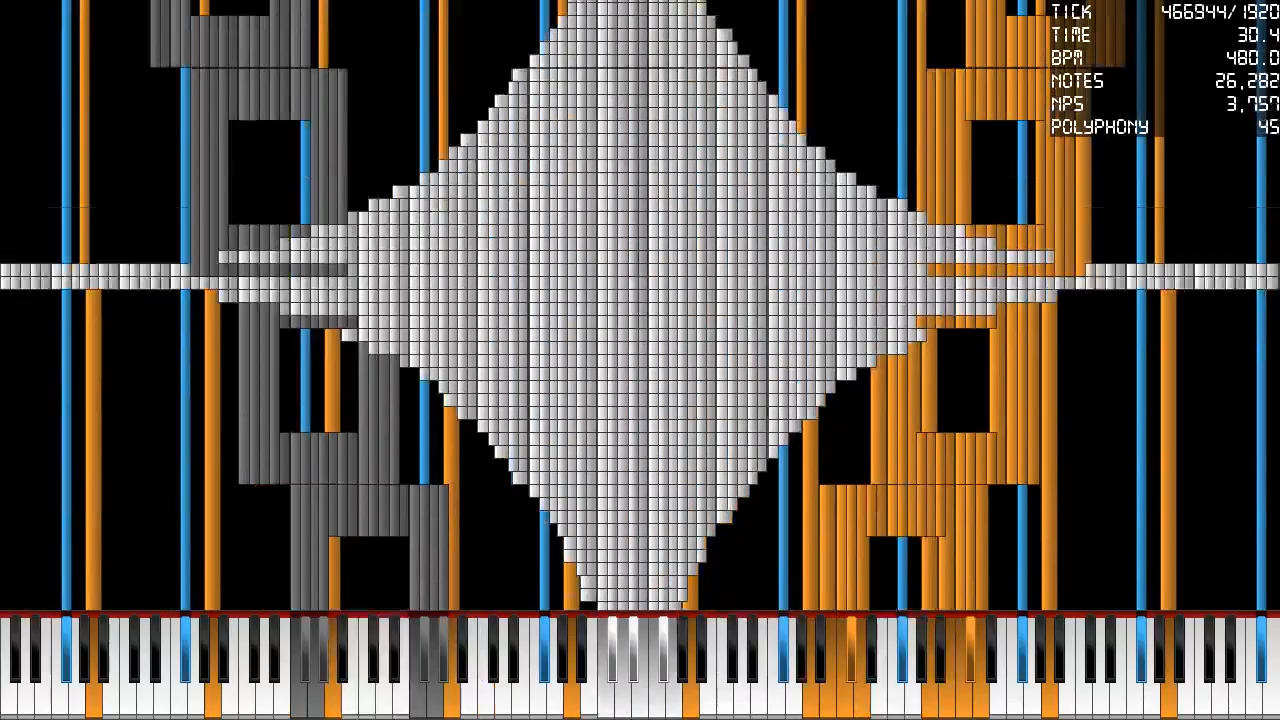 TICK 466944/1920
TIME 30.4
BPM 480.0
NOTES 26,282
NPS 3,757
POLYPHONY 45